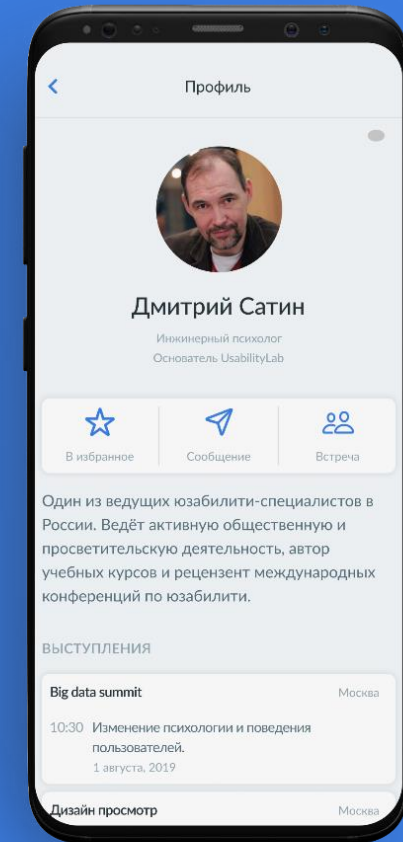 Профиль
Дмитрий Сатин
Инжинерный психолог
Основатель UsabilityLab
В избранное
Сообщение
Встреча
Один из ведущих юзабилити-специалистов в
России. Ведёт активную общественную и
просветительскую деятельность, автор
учебных курсов и рецензент международных
конференций по юзабилити.
ВЫСТУПЛЕНИЯ
Big data summit Москва
10:30 Изменение психологии и поведения
пользователей.
1 августа, 2019
Дизайн просмотр Москва